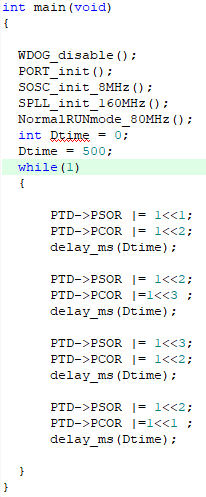 int main(void)
{
WDOG_disable();
PORT_init();
SOSC_init_8MHz();
SPLL_init_160MHz();
NormalRUNmode_80MHz();
int Dtime = 0;
Dtime = 500;
while(1)
{
PTD->PSOR |= 1<<1;
PTD->PCOR |= 1<<2;
delay_ms(Dtime);
PTD->PSOR |= 1<<2;
PTD->PCOR |=1<<3 ;
delay_ms(Dtime);
PTD->PSOR |= 1<<3;
PTD->PCOR |= 1<<2;
delay_ms(Dtime);
PTD->PSOR |= 1<<2;
PTD->PCOR |=1<<1 ;
delay_ms(Dtime);
}
}